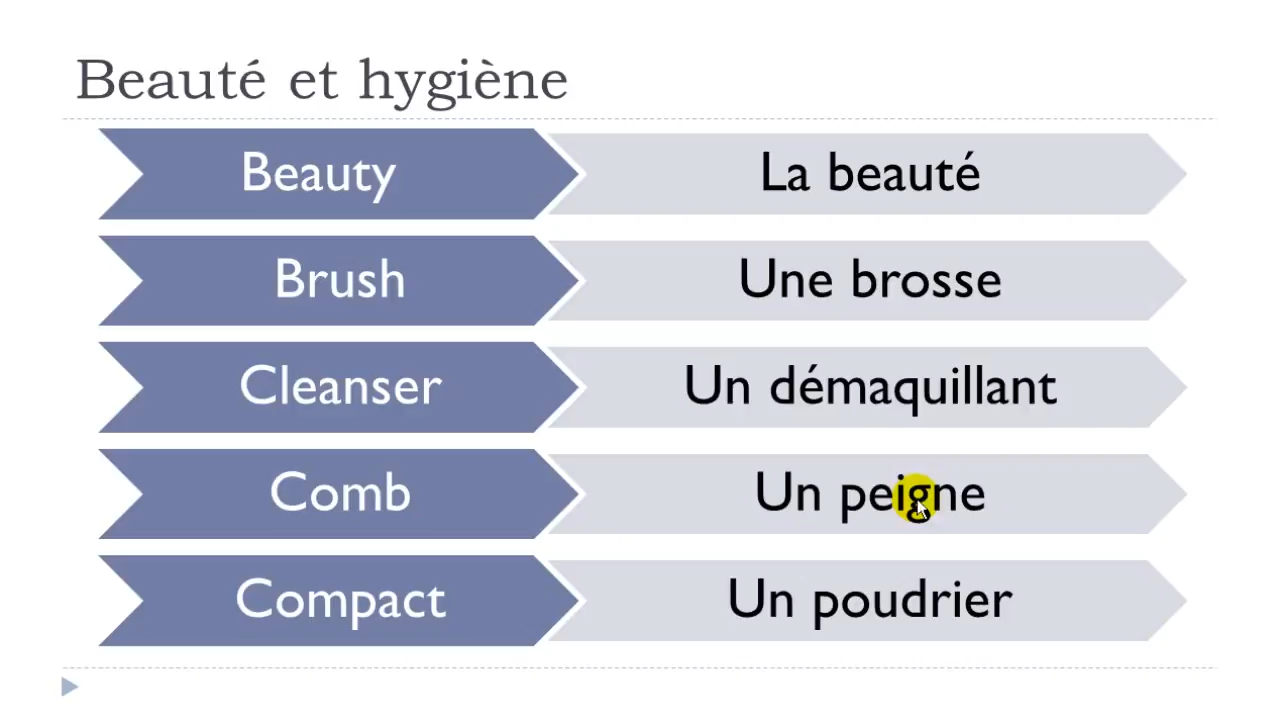 Beauté et hygiène
Beauty
La beauté
Brush
Une brosse
Cleanser
Un démaquillant
Comb
Un peigne
Compact
Un poudrier